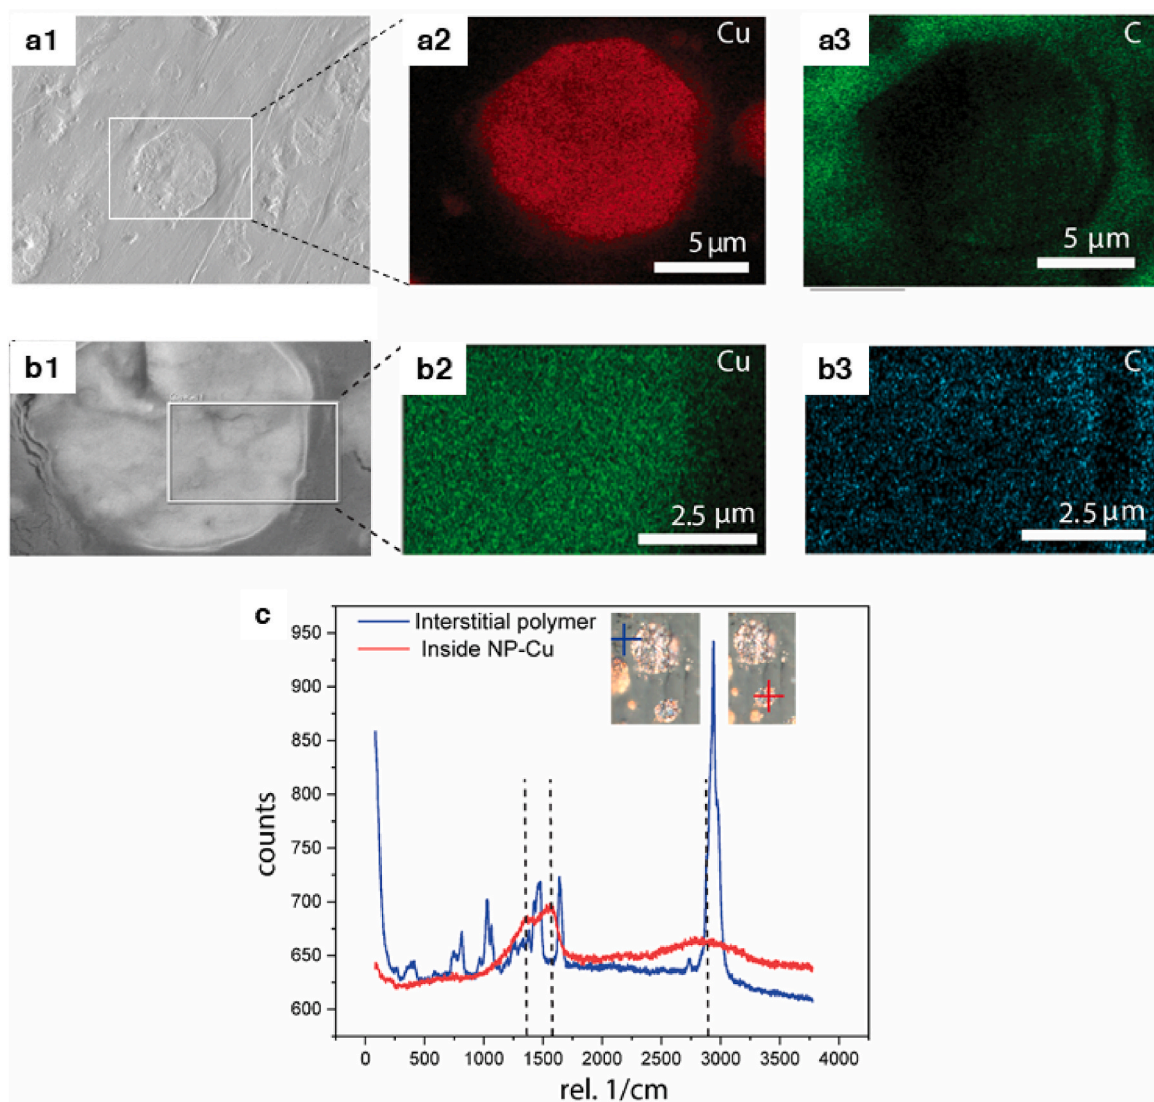 a1
a2
Cu
5 µm
a3
C
5 µm
b1
b2
Cu
2.5 µm
b3
C
2.5 µm
c
Interstitial polymer
Inside NP-Cu
950
900
850
800
750
700
650
600
counts
0 500 1000 1500 2000 2500 3000 3500 4000
rel. 1/cm